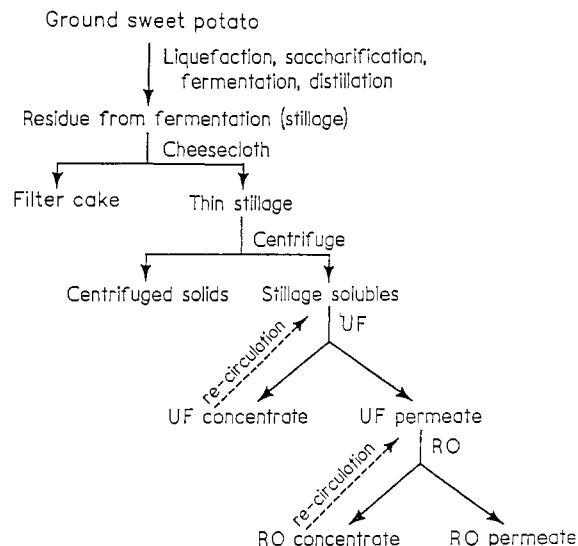 Ground sweet potato
Liquefaction, saccharification,
fermentation, distillation
Residue from fermentation (stillage)
Cheesecloth
Filter cake
Thin stillage
Centrifuge
Centrifuged solids
Stillage solubles
UF
re-circulation
UF concentrate
UF permeate
RO
re-circulation
RO concentrate
RO permeate